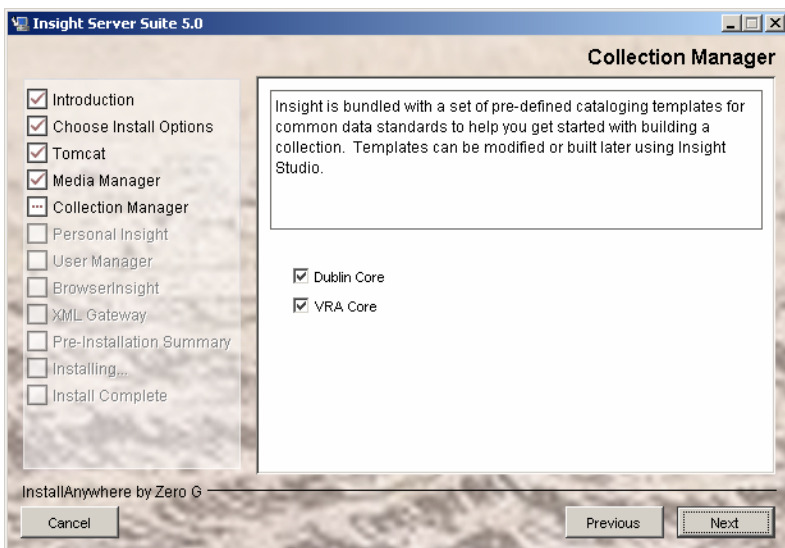 Insight Server Suite 5.0
Collection Manager
Introduction
Choose Install Options
Tomcat
Media Manager
Collection Manager
Personal Insight
User Manager
BrowserInsight
XML Gateway
Pre-Installation Summary
Installing...
Install Complete
Insight is bundled with a set of pre-defined cataloging templates for
common data standards to help you get started with building a
collection.  Templates can be modified or built later using Insight
Studio.
Dublin Core
VRA Core
InstallAnywhere by Zero G
Cancel
Previous
Next